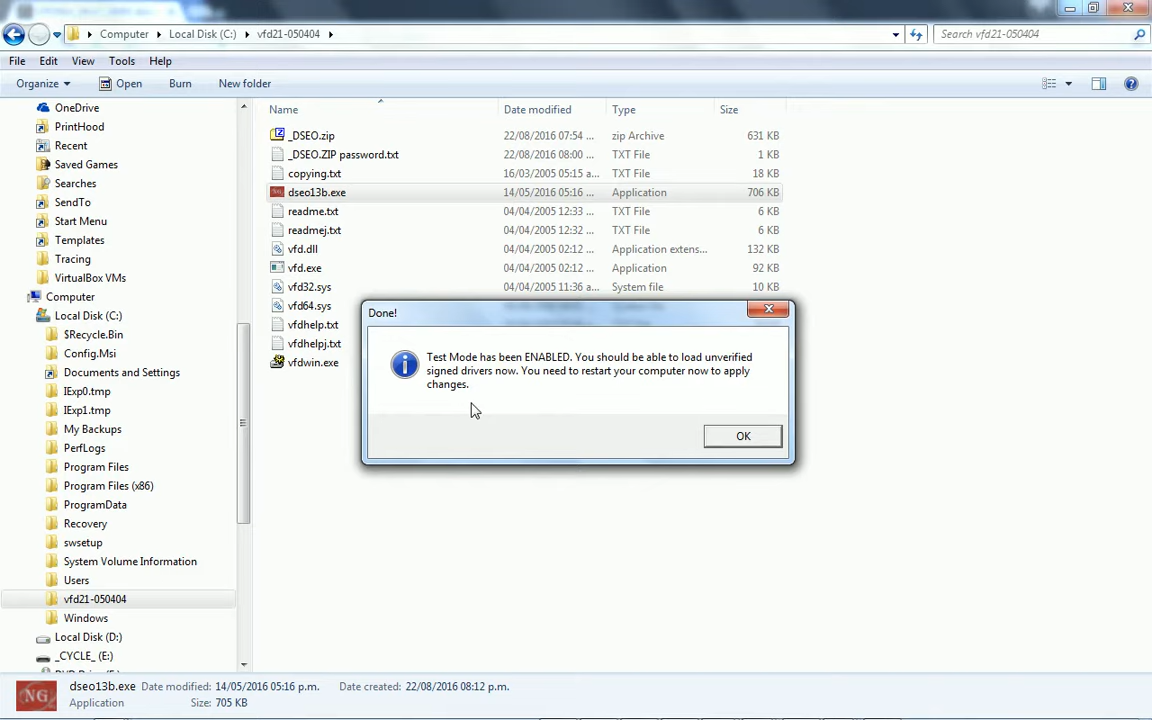 Computer Local Disk (C:) vfd21-050404
Search vfd21-050404
File Edit View Tools Help
Organize Open Burn New folder
Name Date modified Type Size
OneDrive
PrintHood
Recent
Saved Games
Searches
SendTo
Start Menu
Templates
Tracing
VirtualBox VMs
Computer
Local Disk (C:)
$Recycle.Bin
Config.Msi
Documents and Settings
IExp0.tmp
IExp1.tmp
My Backups
PerfLogs
Program Files
Program Files (x86)
ProgramData
Recovery
swsetup
System Volume Information
Users
vfd21-050404
Windows
Local Disk (D:)
_CYCLE_ (E:)
_DSEO.zip 22/08/2016 07:54 ... zip Archive 631 KB
_DSEO.ZIP password.txt 22/08/2016 08:00 ... TXT File 1 KB
copying.txt 16/03/2005 05:15 a... TXT File 18 KB
dseo13b.exe 14/05/2016 05:16 ... Application 706 KB
readme.txt 04/04/2005 12:33 ... TXT File 6 KB
readmej.txt 04/04/2005 12:32 ... TXT File 6 KB
vfd.dll 04/04/2005 02:12 ... Application extens... 132 KB
vfd.exe 04/04/2005 02:12 ... Application 92 KB
vfd32.sys 04/04/2005 11:36 a... System file 10 KB
vfd64.sys
vfdhelp.txt
vfdhelpj.txt
vfdwin.exe
Done!
Test Mode has been ENABLED. You should be able to load unverified
signed drivers now. You need to restart your computer now to apply
changes.
OK
NG
dseo13b.exe Date modified: 14/05/2016 05:16 p.m. Date created: 22/08/2016 08:12 p.m.
Application Size: 705 KB